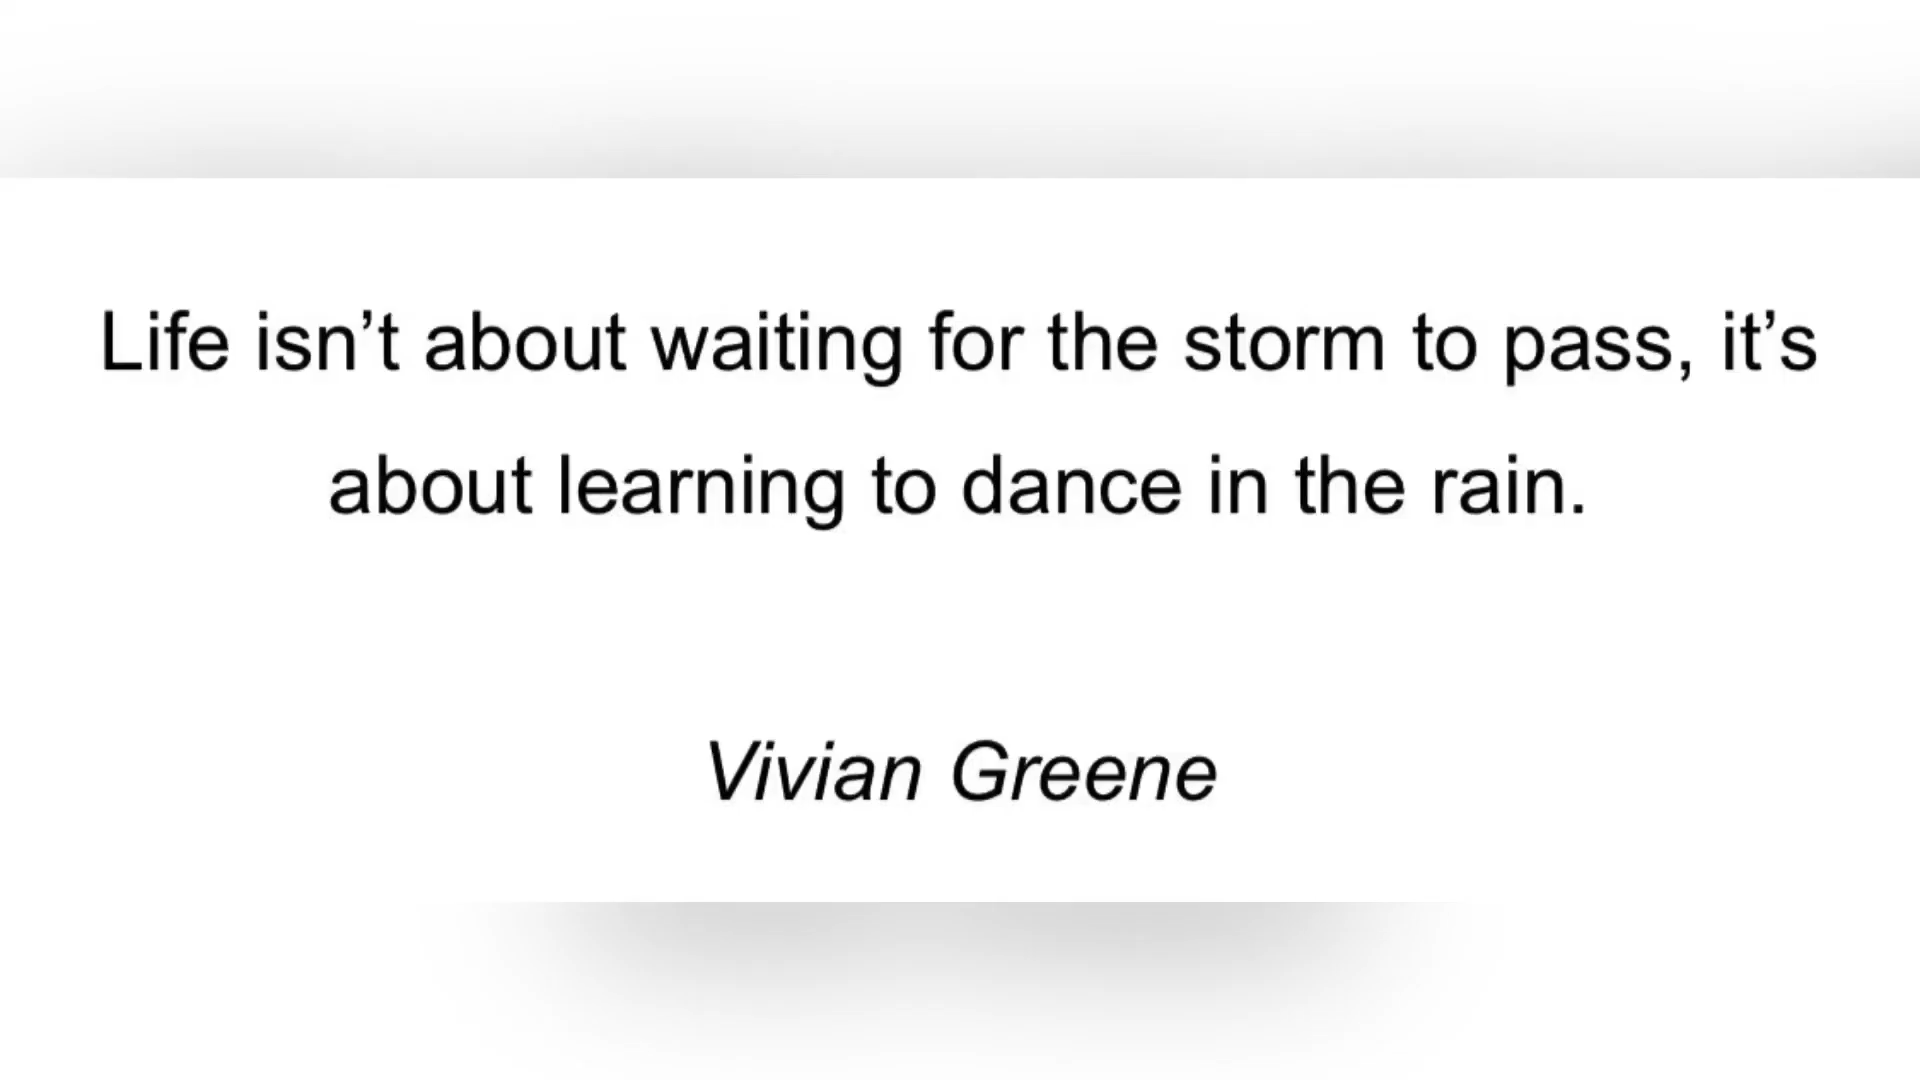 Life isn’t about waiting for the storm to pass, it’s
about learning to dance in the rain.
Vivian Greene